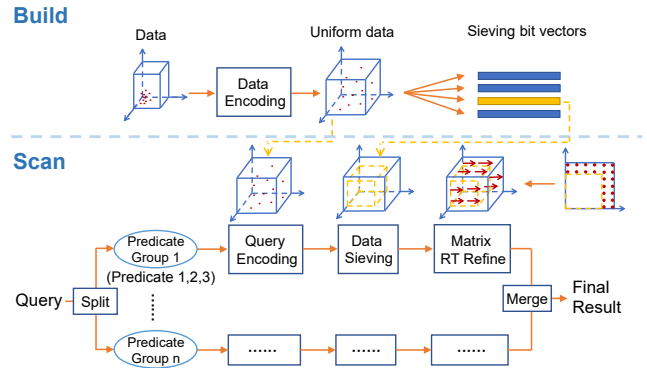 Build
Data
Uniform data
Sieving bit vectors
Data
Encoding
Scan
Predicate
Group 1
(Predicate 1,2,3)
Query
Encoding
Data
Sieving
Matrix
RT Refine
Query
Split
Merge
Final
Result
Predicate
Group n
......
......
......